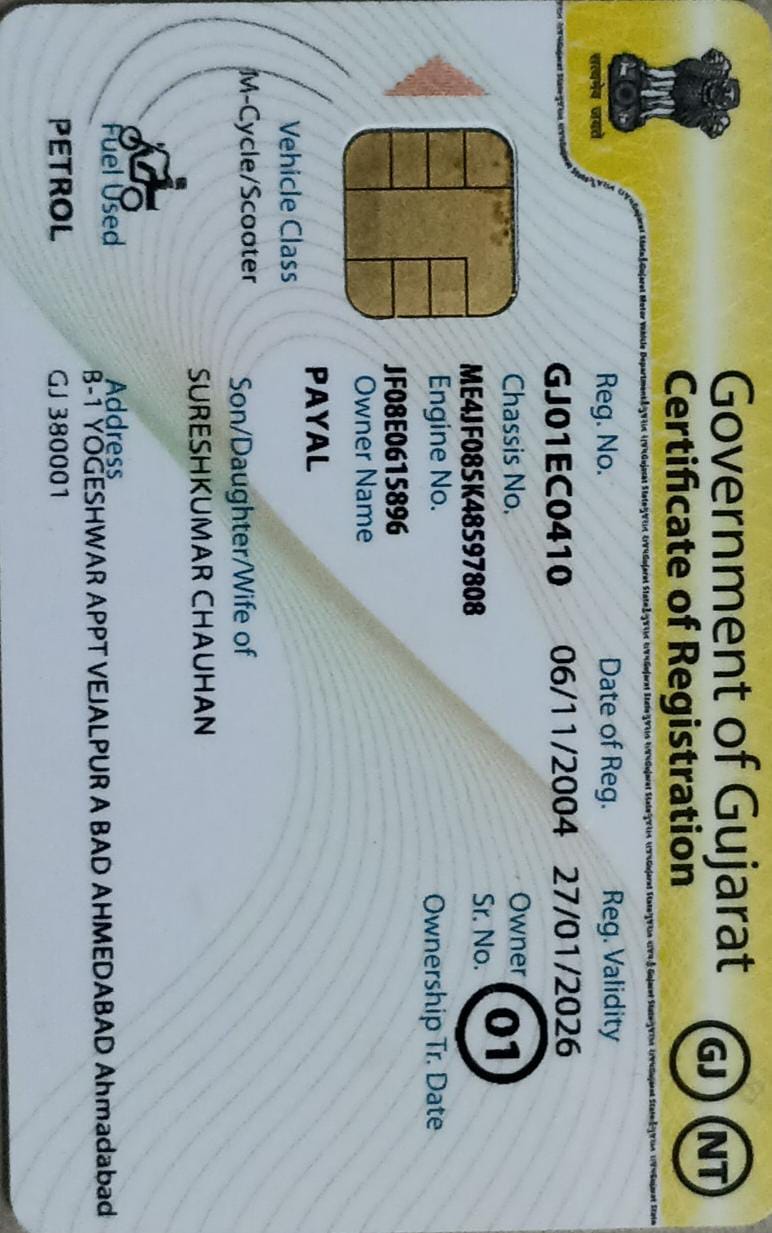 Government of Gujarat
Certificate of Registration
GJ NT
सत्यमेव जयते
Reg. No. Date of Reg. Reg. Validity
GJ01EC0410 06/11/2004 27/01/2026
Chassis No. Owner Sr. No. 01
ME4JF085K48597808
Engine No. Ownership Tr. Date
JF08E0615896
Owner Name
PAYAL
Vehicle Class
M-Cycle/Scooter
Son/Daughter/Wife of
SURESHKUMAR CHAUHAN
Fuel Used
PETROL
Address
B-1 YOGESHWAR APPT VEJALPUR A BAD AHMEDABAD Ahmadabad
GJ 380001